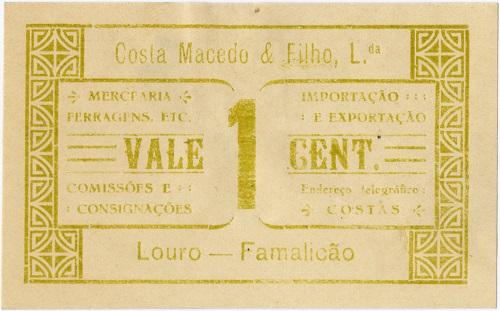 Costa Macedo & Filho, L.da
MERCEARIA
FERRAGENS, ETC.
IMPORTAÇÃO
E EXPORTAÇÃO
VALE 1 CENT.
COMISSÕES E
CONSIGNAÇÕES
Endereço telegráfico:
COSTAS
Louro — Famalicão